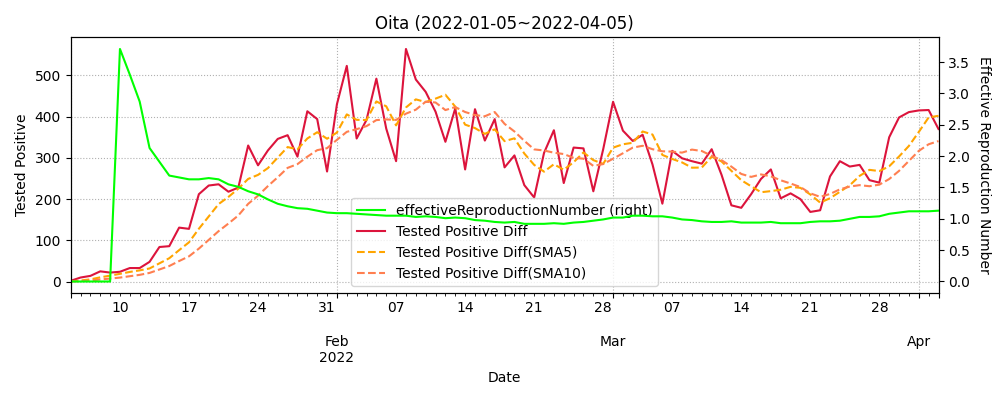 Oita (2022-01-05~2022-04-05)
Tested Positive
0
100
200
300
400
500
0.0
0.5
1.0
1.5
2.0
2.5
3.0
3.5
Effective Reproduction Number
effectiveReproductionNumber (right)
Tested Positive Diff
Tested Positive Diff(SMA5)
Tested Positive Diff(SMA10)
10 17 24 31 07 14 21 28 07 14 21 28
Feb Mar Apr
2022
Date